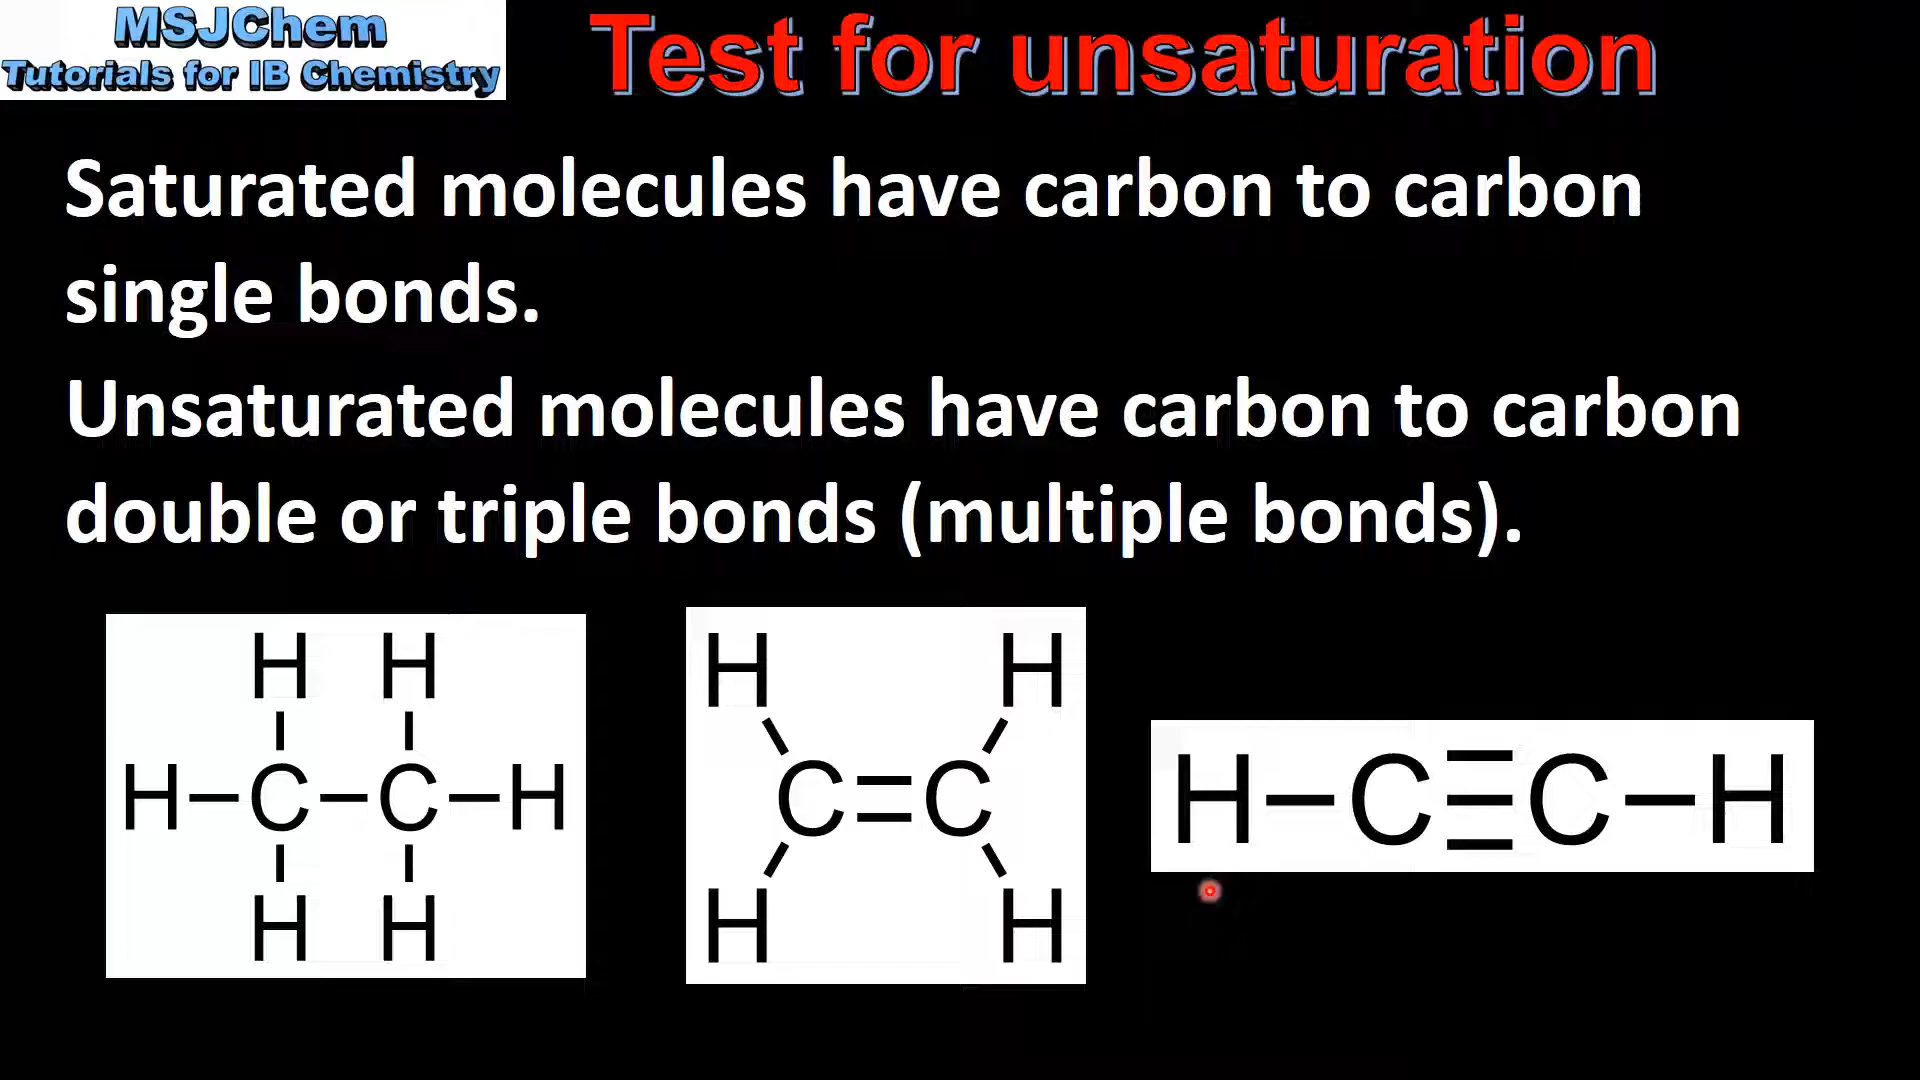 MSJChem
Tutorials for IB Chemistry
Test for unsaturation
Saturated molecules have carbon to carbon
single bonds.
Unsaturated molecules have carbon to carbon
double or triple bonds (multiple bonds).
H H
H–C–C–H
H H
H H
C=C
H H
H–C≡C–H